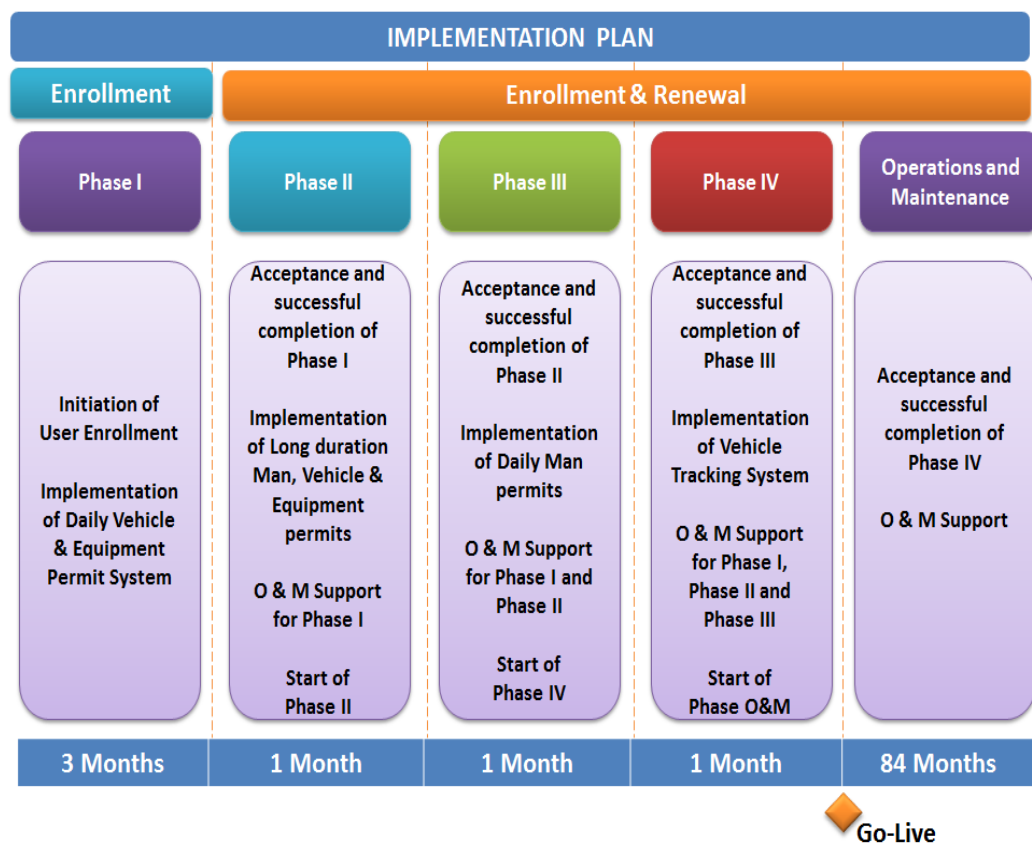 IMPLEMENTATION PLAN
Enrollment
Enrollment & Renewal
Phase I
Phase II
Phase III
Phase IV
Operations and
Maintenance
Initiation of
User Enrollment
Implementation
of Daily Vehicle
& Equipment
Permit System
Acceptance and
successful
completion of
Phase I
Implementation
of Long duration
Man, Vehicle &
Equipment
permits
O & M Support
for Phase I
Start of
Phase II
Acceptance and
successful
completion of
Phase II
Implementation
of Daily Man
permits
O & M Support
for Phase I and
Phase II
Start of
Phase IV
Acceptance and
successful
completion of
Phase III
Implementation
of Vehicle
Tracking System
O & M Support
for Phase I,
Phase II and
Phase III
Start of
Phase O&M
Acceptance and
successful
completion of
Phase IV
O & M Support
3 Months
1 Month
1 Month
1 Month
84 Months
Go-Live